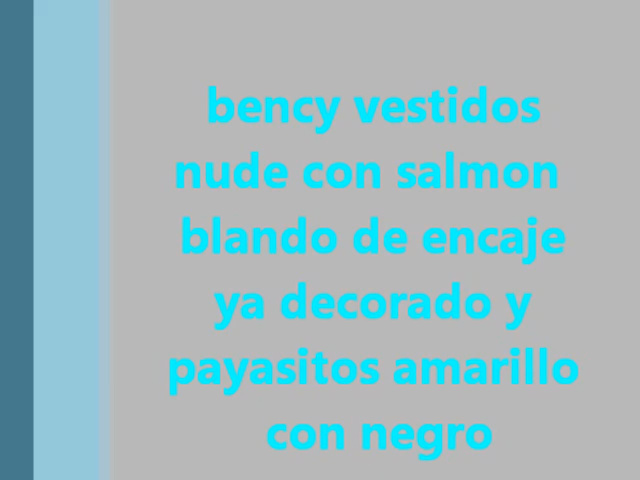 bency vestidos
nude con salmon
blando de encaje
ya decorado y
payasitos amarillo
con negro